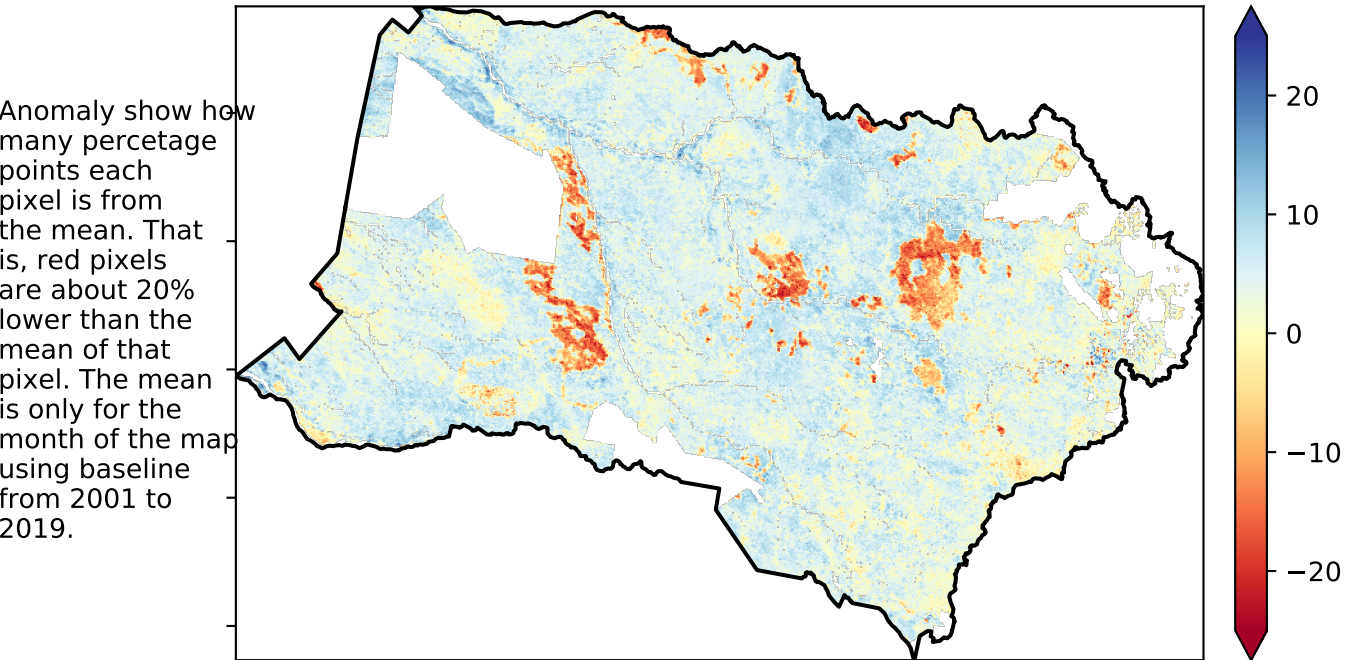 Anomaly show how
many percetage
points each
pixel is from
the mean. That
is, red pixels
are about 20%
lower than the
mean of that
pixel. The mean
is only for the
month of the map
using baseline
from 2001 to
2019.
20
10
0
−10
−20